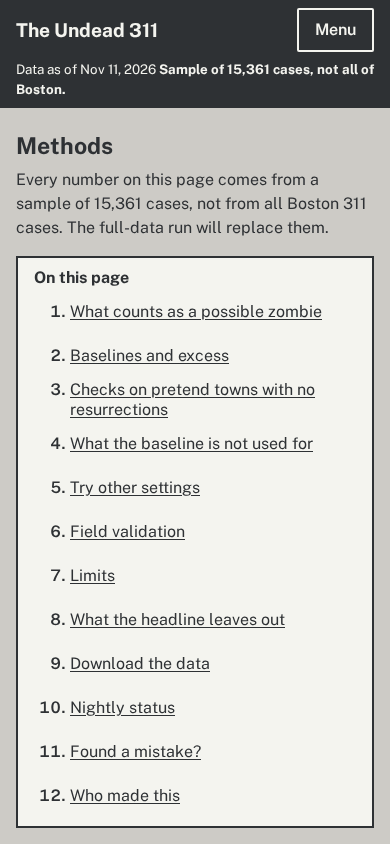 The Undead 311
Menu
Data as of Nov 11, 2026 Sample of 15,361 cases, not all of
Boston.
Methods
Every number on this page comes from a
sample of 15,361 cases, not from all Boston 311
cases. The full-data run will replace them.
On this page
1. What counts as a possible zombie
2. Baselines and excess
3. Checks on pretend towns with no
resurrections
4. What the baseline is not used for
5. Try other settings
6. Field validation
7. Limits
8. What the headline leaves out
9. Download the data
10. Nightly status
11. Found a mistake?
12. Who made this